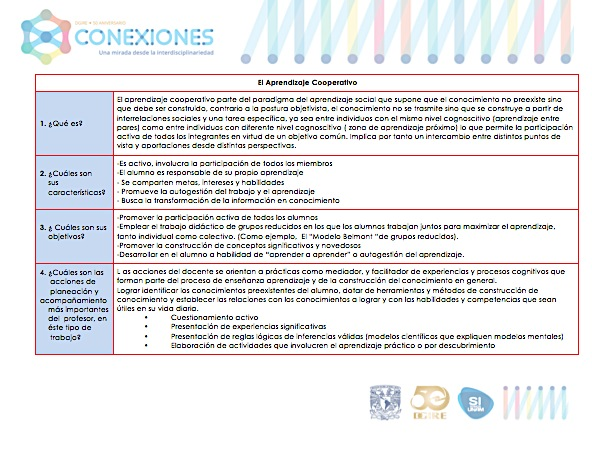 DGIRE • 50 ANIVERSARIO
CONEXIONES
Una mirada desde la interdisciplinariedad
El Aprendizaje Cooperativo
1. ¿Qué es?
El aprendizaje cooperativo parte del paradigma del aprendizaje social que supone que el conocimiento no preexiste sino
que debe ser construido, contrario a la postura objetivista, el conocimiento no se trasmite sino que se construye a partir de
interrelaciones sociales y una tarea específica, ya sea entre individuos con el mismo nivel cognoscitivo (aprendizaje entre
pares) como entre individuos con diferente nivel cognoscitivo ( zona de aprendizaje próximo) lo que permite la participación
activa de todos los integrantes en virtud de un objetivo común. Implica por tanto un intercambio entre distintos puntos de
vista y aportaciones desde distintas perspectivas.
2. ¿Cuáles son
sus
características?
-Es activo, involucra la participación de todos los miembros
-El alumno es responsable de su propio aprendizaje
- Se comparten metas, intereses y habilidades
- Promueve la autogestión del trabajo y el aprendizaje
- Busca la transformación de la información en conocimiento
3. ¿ Cuáles son sus
objetivos?
-Promover la participación activa de todos los alumnos
-Emplear el trabajo didáctico de grupos reducidos en los que los alumnos trabajan juntos para maximizar el aprendizaje,
tanto individual como colectivo. (Como ejemplo, El "Modelo Belmont "de grupos reducidos).
-Promover la construcción de conceptos significativos y novedosos
-Desarrollar en el alumno a habilidad de "aprender a aprender" o autogestión del aprendizaje.
4. ¿Cuáles son las
acciones de
planeación y
acompañamiento
más importantes
del profesor, en
éste tipo de
trabajo?
L as acciones del docente se orientan a prácticas como mediador, y facilitador de experiencias y procesos cognitivos que
formen parte del proceso de enseñanza aprendizaje y de la construcción del conocimiento en general.
Lograr identificar los conocimientos preexistentes del alumno, dotar de herramientas y métodos de construcción de
conocimiento y establecer las relaciones con los conocimientos a lograr y con las habilidades y competencias que sean
útiles en su vida diaria.
• Cuestionamiento activo
• Presentación de experiencias significativas
• Presentación de reglas lógicas de inferencias válidas (modelos científicos que expliquen modelos mentales)
• Elaboración de actividades que involucren el aprendizaje práctico o por descubrimiento
50
DGIRE
SI
UNAM